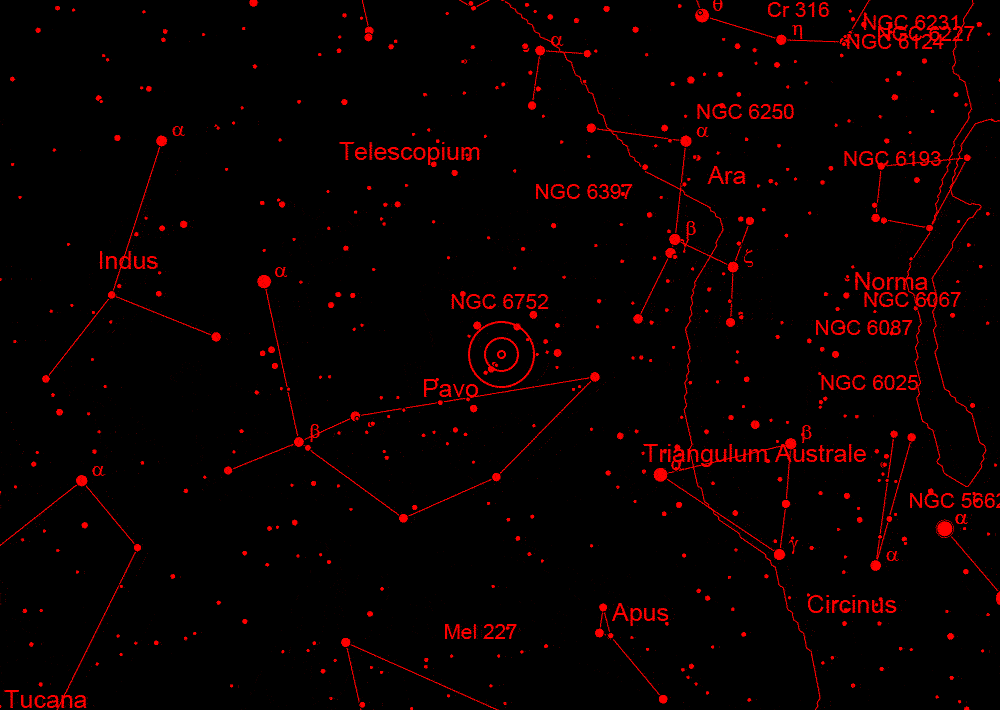 θ
Cr 316
η
NGC 6231
NGC 6227
NGC 6124
α
NGC 6250
α
α
Telescopium
NGC 6193
Ara
NGC 6397
β
ζ
Indus
α
Norma
NGC 6067
NGC 6752
NGC 6087
NGC 6025
Pavo
β
β
Triangulum Australe
α
α
NGC 5662
α
γ
α
Circinus
Apus
Mel 227
Tucana